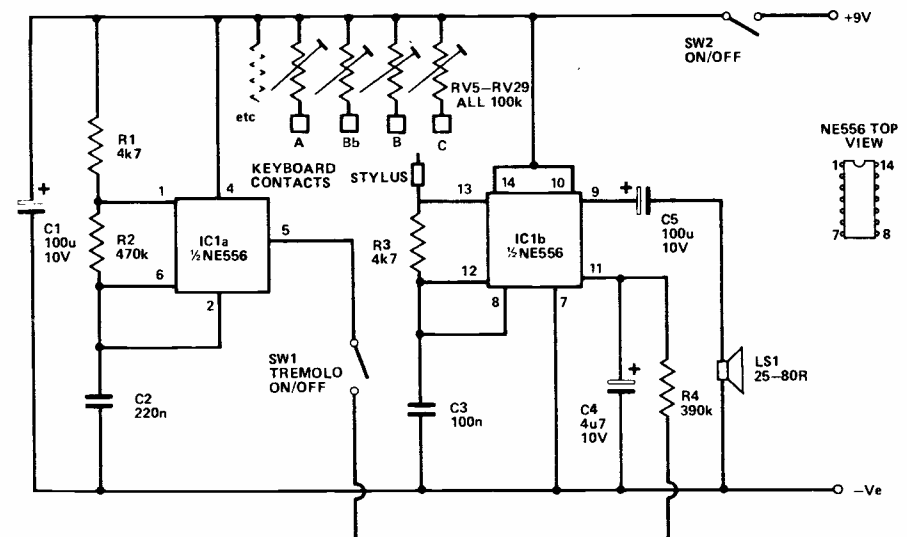 +9V
SW2
ON/OFF
RV5–RV29
ALL 100k
etc
A
Bb
B
C
KEYBOARD
CONTACTS
STYLUS
NE556 TOP
VIEW
1
14
7
8
R1
4k7
+
C1
100u
10V
R2
470k
1
4
6
2
5
IC1a
½NE556
R3
4k7
13
14
10
9
12
11
8
7
IC1b
½NE556
+
C5
100u
10V
SW1
TREMOLO
ON/OFF
C2
220n
C3
100n
+
C4
4u7
10V
R4
390k
LS1
25–80R
–Ve